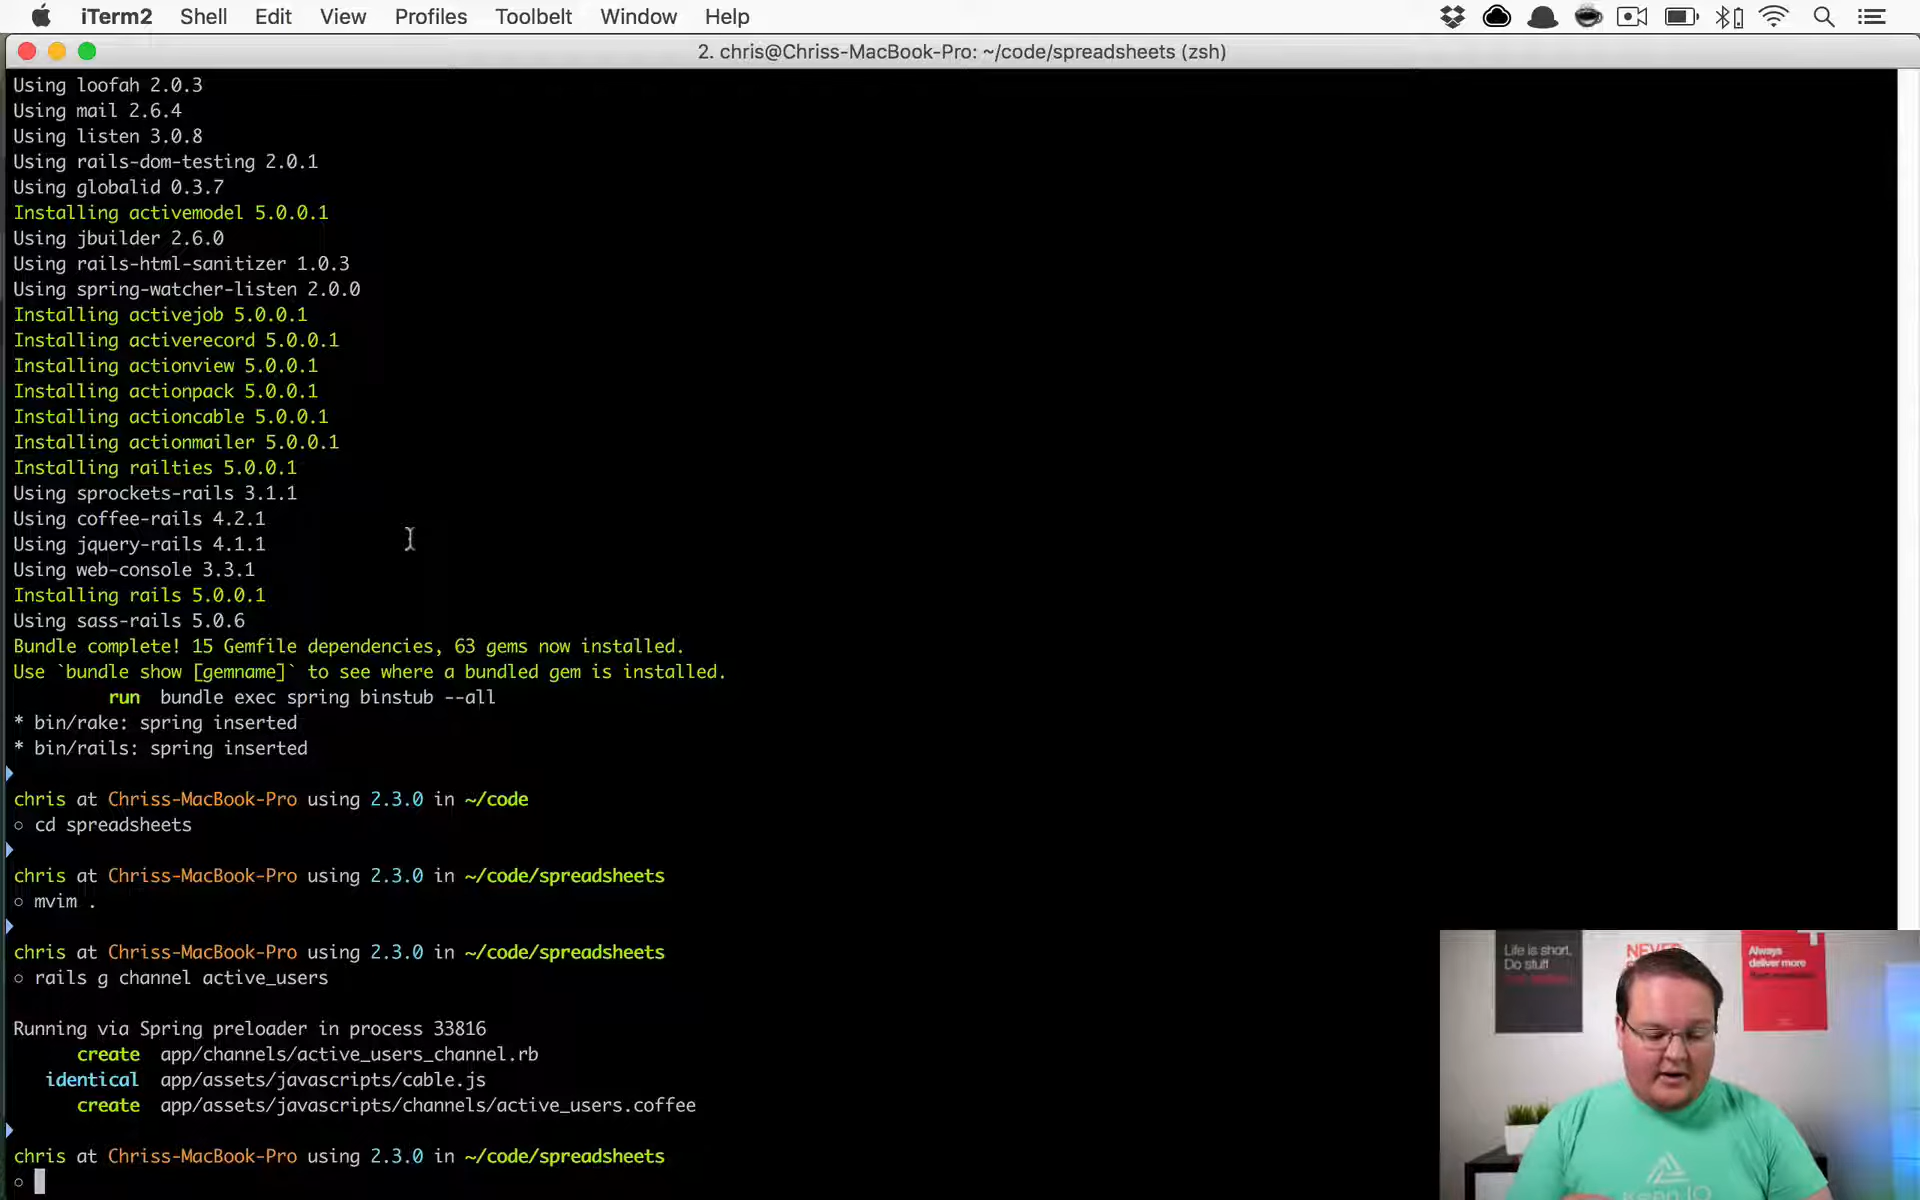 iTerm2 Shell Edit View Profiles Toolbelt Window Help
2. chris@Chriss-MacBook-Pro: ~/code/spreadsheets (zsh)
Using loofah 2.0.3
Using mail 2.6.4
Using listen 3.0.8
Using rails-dom-testing 2.0.1
Using globalid 0.3.7
Installing activemodel 5.0.0.1
Using jbuilder 2.6.0
Using rails-html-sanitizer 1.0.3
Using spring-watcher-listen 2.0.0
Installing activejob 5.0.0.1
Installing activerecord 5.0.0.1
Installing actionview 5.0.0.1
Installing actionpack 5.0.0.1
Installing actioncable 5.0.0.1
Installing actionmailer 5.0.0.1
Installing railties 5.0.0.1
Using sprockets-rails 3.1.1
Using coffee-rails 4.2.1
Using jquery-rails 4.1.1
Using web-console 3.3.1
Installing rails 5.0.0.1
Using sass-rails 5.0.6
Bundle complete! 15 Gemfile dependencies, 63 gems now installed.
Use `bundle show [gemname]` to see where a bundled gem is installed.
run bundle exec spring binstub --all
* bin/rake: spring inserted
* bin/rails: spring inserted
chris at Chriss-MacBook-Pro using 2.3.0 in ~/code
○ cd spreadsheets
chris at Chriss-MacBook-Pro using 2.3.0 in ~/code/spreadsheets
○ mvim .
chris at Chriss-MacBook-Pro using 2.3.0 in ~/code/spreadsheets
○ rails g channel active_users
Running via Spring preloader in process 33816
create app/channels/active_users_channel.rb
identical app/assets/javascripts/cable.js
create app/assets/javascripts/channels/active_users.coffee
chris at Chriss-MacBook-Pro using 2.3.0 in ~/code/spreadsheets
○
Life is short.
Do stuff
NEVER
Always
deliver more